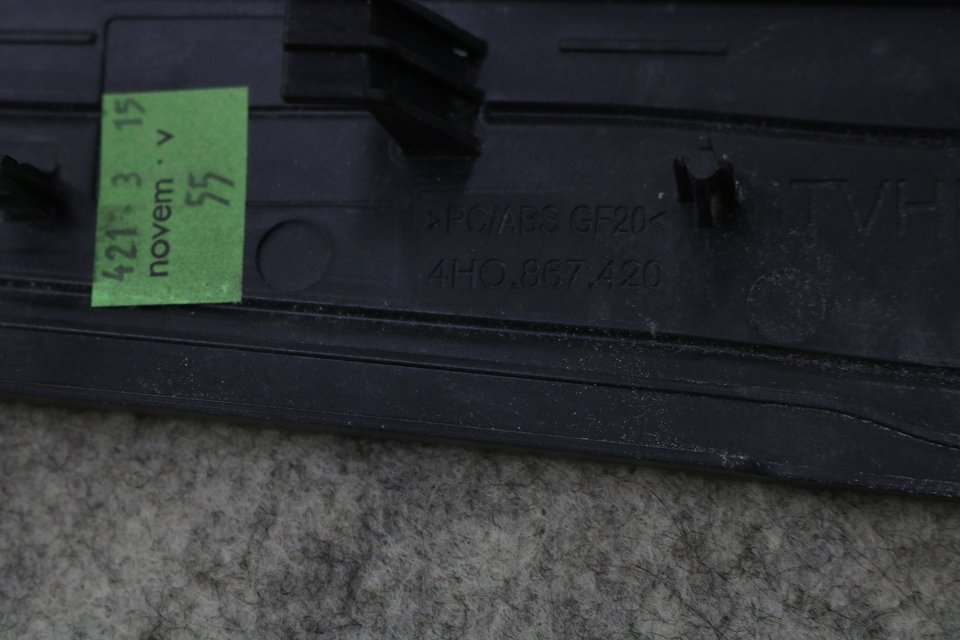 421 3 15
novem · v
55
>PC/ABS GF20<
4H0.867.420
TVH